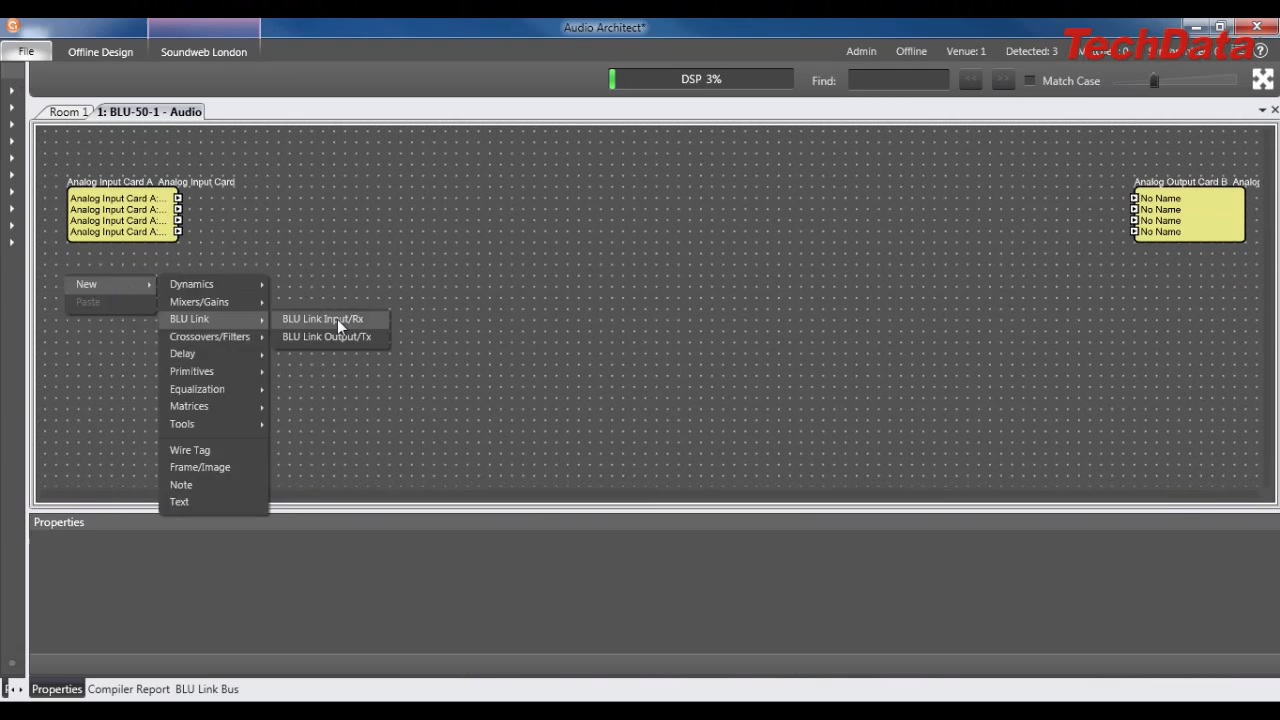 Audio Architect*
File Offline Design Soundweb London Admin Offline Venue: 1 Detected: 3
TechData
DSP 3% Find: << >> Match Case
Room 1 1: BLU-50-1 - Audio
Analog Input Card A Analog Input Card
Analog Input Card A:...
Analog Input Card A:...
Analog Input Card A:...
Analog Input Card A:...
Analog Output Card B
No Name
No Name
No Name
No Name
New
Paste
Dynamics
Mixers/Gains
BLU Link
Crossovers/Filters
Delay
Primitives
Equalization
Matrices
Tools
Wire Tag
Frame/Image
Note
Text
BLU Link Input/Rx
BLU Link Output/Tx
Properties
Properties Compiler Report BLU Link Bus